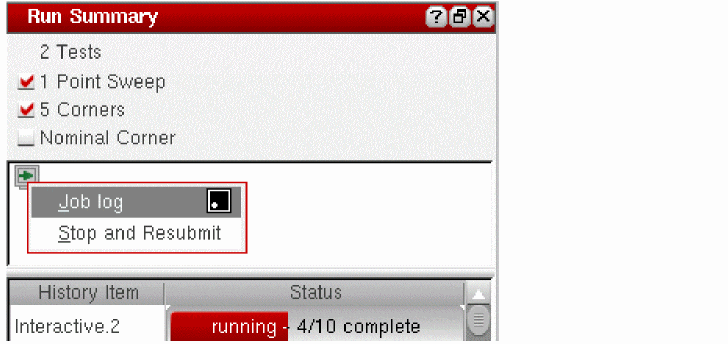 Run Summary
2 Tests
1 Point Sweep
5 Corners
Nominal Corner
Job log
Stop and Resubmit
History Item Status
Interactive.2 running - 4/10 complete